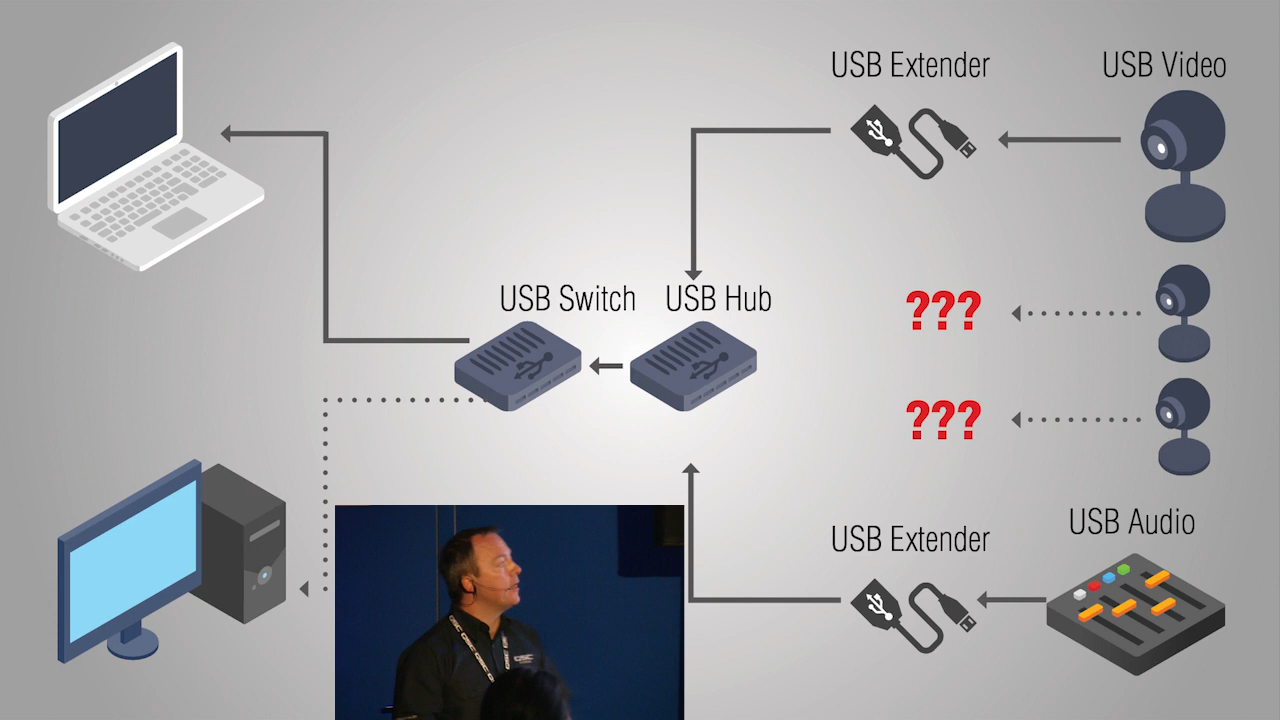 USB Extender
USB Video
USB Switch
USB Hub
???
???
USB Extender
USB Audio